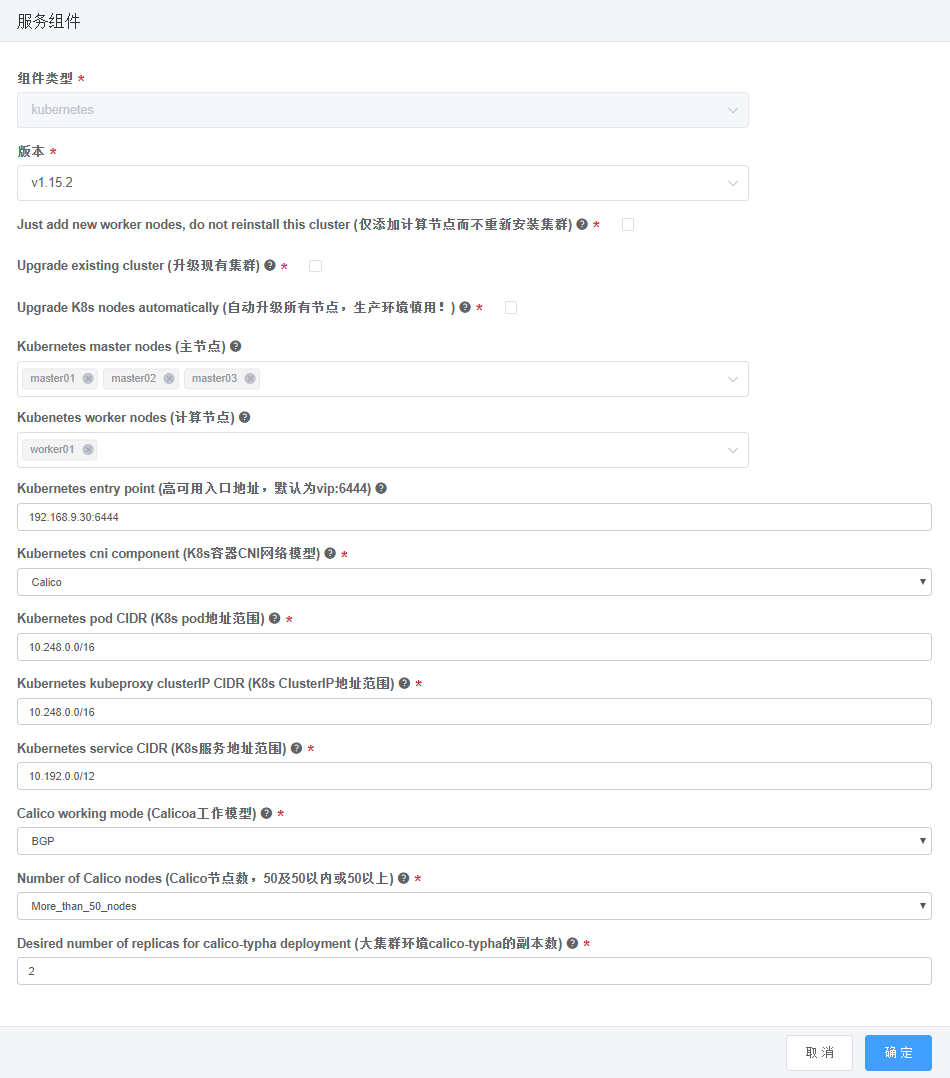 服务组件
组件类型 *
kubernetes
版本 *
v1.15.2
Just add new worker nodes, do not reinstall this cluster (仅添加计算节点而不重新安装集群) ? *
Upgrade existing cluster (升级现有集群) ? *
Upgrade K8s nodes automatically (自动升级所有节点，生产环境慎用！) ? *
Kubernetes master nodes (主节点) ?
master01 master02 master03
Kubenetes worker nodes (计算节点) ?
worker01
Kubernetes entry point (高可用入口地址，默认为vip:6444) ?
192.168.9.30:6444
Kubernetes cni component (K8s容器CNI网络模型) ? *
Calico
Kubernetes pod CIDR (K8s pod地址范围) ? *
10.248.0.0/16
Kubernetes kubeproxy clusterIP CIDR (K8s ClusterIP地址范围) ? *
10.248.0.0/16
Kubernetes service CIDR (K8s服务地址范围) ? *
10.192.0.0/12
Calico working mode (Calicoa工作模型) ? *
BGP
Number of Calico nodes (Calico节点数，50及50以内或50以上) ? *
More_than_50_nodes
Desired number of replicas for calico-typha deployment (大集群环境calico-typha的副本数) ? *
2
取 消 确 定